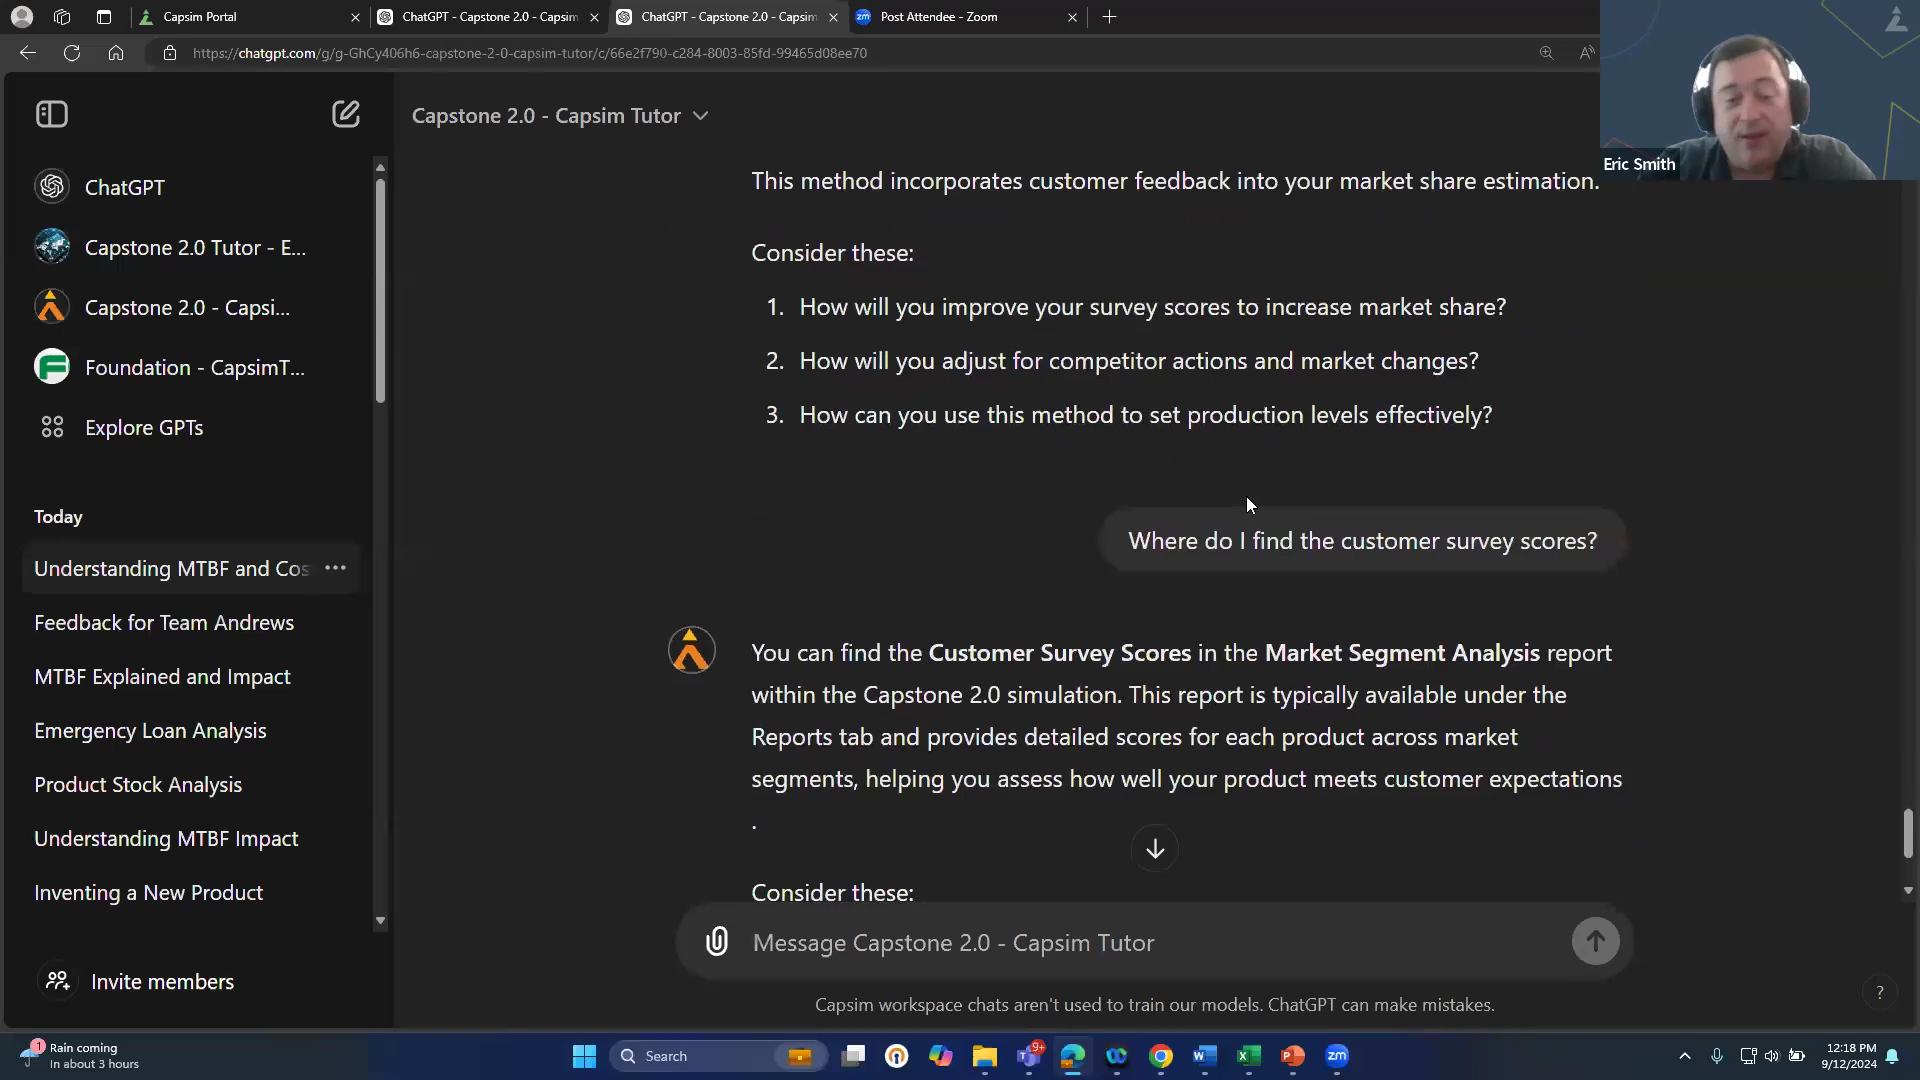 Capsim Portal
ChatGPT - Capstone 2.0 - Capsim
ChatGPT - Capstone 2.0 - Capsim
zm Post Attendee - Zoom
https://chatgpt.com/g/g-GhCy406h6-capstone-2-0-capsim-tutor/c/66e2f790-c284-8003-85fd-99465d08ee70
Eric Smith
Capstone 2.0 - Capsim Tutor
ChatGPT
Capstone 2.0 Tutor - E...
Capstone 2.0 - Capsi...
Foundation - CapsimT...
Explore GPTs
Today
Understanding MTBF and Cos
Feedback for Team Andrews
MTBF Explained and Impact
Emergency Loan Analysis
Product Stock Analysis
Understanding MTBF Impact
Inventing a New Product
Invite members
This method incorporates customer feedback into your market share estimation.
Consider these:
1. How will you improve your survey scores to increase market share?
2. How will you adjust for competitor actions and market changes?
3. How can you use this method to set production levels effectively?
Where do I find the customer survey scores?
You can find the Customer Survey Scores in the Market Segment Analysis report
within the Capstone 2.0 simulation. This report is typically available under the
Reports tab and provides detailed scores for each product across market
segments, helping you assess how well your product meets customer expectations
.
Consider these:
Message Capstone 2.0 - Capsim Tutor
Capsim workspace chats aren't used to train our models. ChatGPT can make mistakes.
?
1
Rain coming
In about 3 hours
Search
9+
zm
12:18 PM
9/12/2024